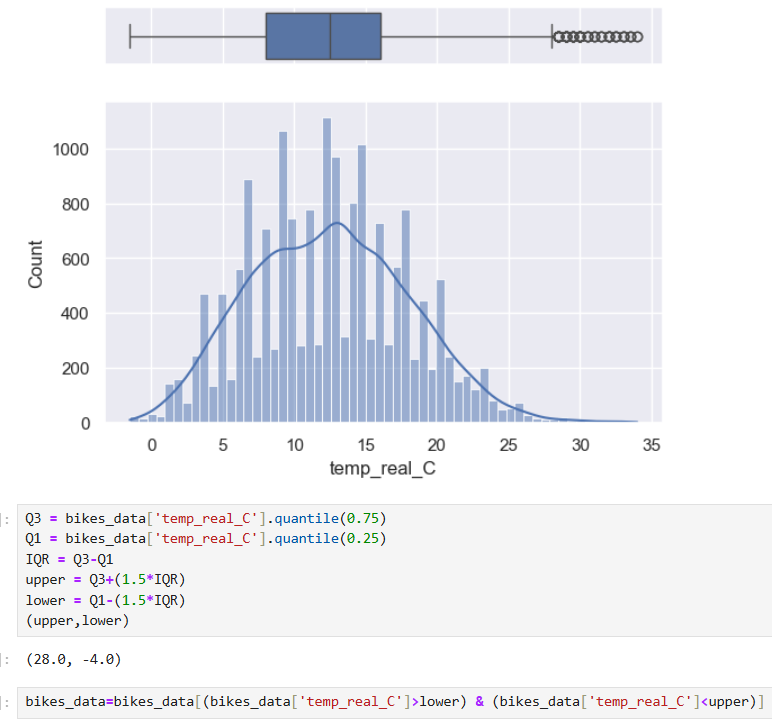 1000
800
600
400
200
0
Count
0 5 10 15 20 25 30 35
temp_real_C
]: Q3 = bikes_data['temp_real_C'].quantile(0.75)
Q1 = bikes_data['temp_real_C'].quantile(0.25)
IQR = Q3-Q1
upper = Q3+(1.5*IQR)
lower = Q1-(1.5*IQR)
(upper,lower)
]: (28.0, -4.0)
]: bikes_data=bikes_data[(bikes_data['temp_real_C']>lower) & (bikes_data['temp_real_C']<upper)]